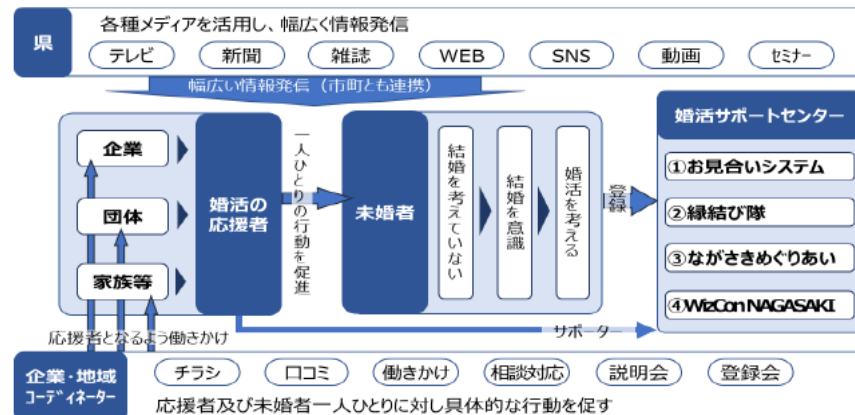 県
各種メディアを活用し、幅広く情報発信
テレビ
新聞
雑誌
WEB
SNS
動画
セミナー
幅広い情報発信（市町とも連携）
企業
団体
家族等
婚活の
応援者
一人ひとりの行動を促進
未婚者
結婚を考えていない
結婚を意識
婚活を考える
登録
婚活サポートセンター
①お見合いシステム
②縁結び隊
③ながさきめぐりあい
④WizCon NAGASAKI
サポーター
応援者となるよう働きかけ
企業・地域
コーディネーター
チラシ
口コミ
働きかけ
相談対応
説明会
登録会
応援者及び未婚者一人ひとりに対し具体的な行動を促す